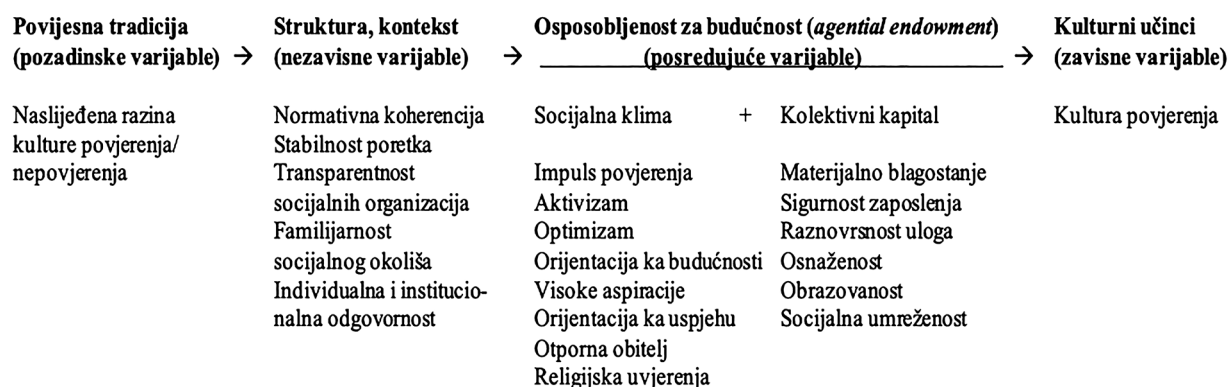 Povijesna tradicija Struktura, kontekst Osposobljenost za budućnost (agential endowment) Kulturni učinci
(pozadinske varijable) → (nezavisne varijable) → (posredujuće varijable) → (zavisne varijable)
Naslijeđena razina Normativna koherencija Socijalna klima + Kolektivni kapital Kultura povjerenja
kulture povjerenja/ Stabilnost poretka
nepovjerenja Transparentnost Impuls povjerenja Materijalno blagostanje
socijalnih organizacija Aktivizam Sigurnost zaposlenja
Familijarnost Optimizam Raznovrsnost uloga
socijalnog okoliša Orijentacija ka budućnosti Osnaženost
Individualna i institucio- Visoke aspiracije Obrazovanost
nalna odgovornost Orijentacija ka uspjehu Socijalna umreženost
Otporna obitelj
Religijska uvjerenja